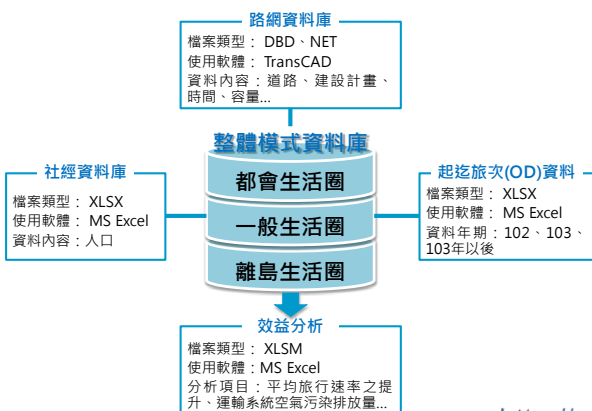 路網資料庫
檔案類型： DBD、NET
使用軟體： TransCAD
資料內容：道路、建設計畫、
時間、容量...
整體模式資料庫
都會生活圈
一般生活圈
離島生活圈
社經資料庫
檔案類型： XLSX
使用軟體： MS Excel
資料內容：人口
起迄旅次(OD)資料
檔案類型： XLSX
使用軟體： MS Excel
資料年期：102、103、
103年以後
效益分析
檔案類型： XLSM
使用軟體：MS Excel
分析項目：平均旅行速率之提
升、運輸系統空氣污染排放量...